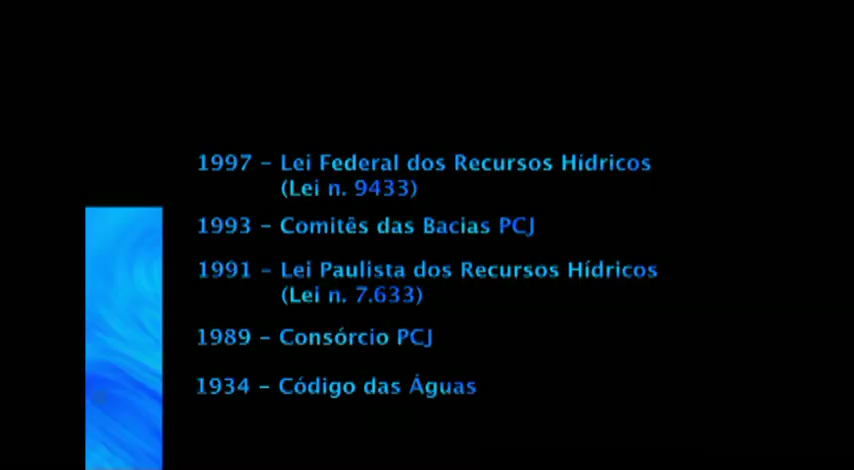 1997 – Lei Federal dos Recursos Hídricos
(Lei n. 9433)
1993 – Comitês das Bacias PCJ
1991 – Lei Paulista dos Recursos Hídricos
(Lei n. 7.633)
1989 – Consórcio PCJ
1934 – Código das Águas